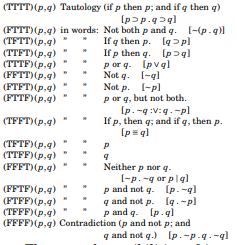 (TTTT)(p,q) Tautology (if p then p; and if q then q)
[p ⊃ p . q ⊃ q]
(FTTT)(p,q) in words: Not both p and q. [~(p . q)]
(TFTT)(p,q) " " If q then p. [q ⊃ p]
(TTFT)(p,q) " " If p then q. [p ⊃ q]
(TTTF)(p,q) " " p or q. [p ∨ q]
(FFTT)(p,q) " " Not q. [~q]
(FTFT)(p,q) " " Not p. [~p]
(FTTF)(p,q) " " p or q, but not both.
[p . ~q :∨: q . ~p]
(TFFT)(p,q) " " If p, then q; and if q, then p.
[p ≡ q]
(TFTF)(p,q) " " p
(TTFF)(p,q) " " q
(FFFT)(p,q) " " Neither p nor q.
[~p . ~q or p | q]
(FFTF)(p,q) " " p and not q. [p . ~q]
(FTFF)(p,q) " " q and not p. [q . ~p]
(TFFF)(p,q) " " p and q. [p . q]
(FFFF)(p,q) Contradiction (p and not p; and
q and not q.) [p . ~p . q . ~q]